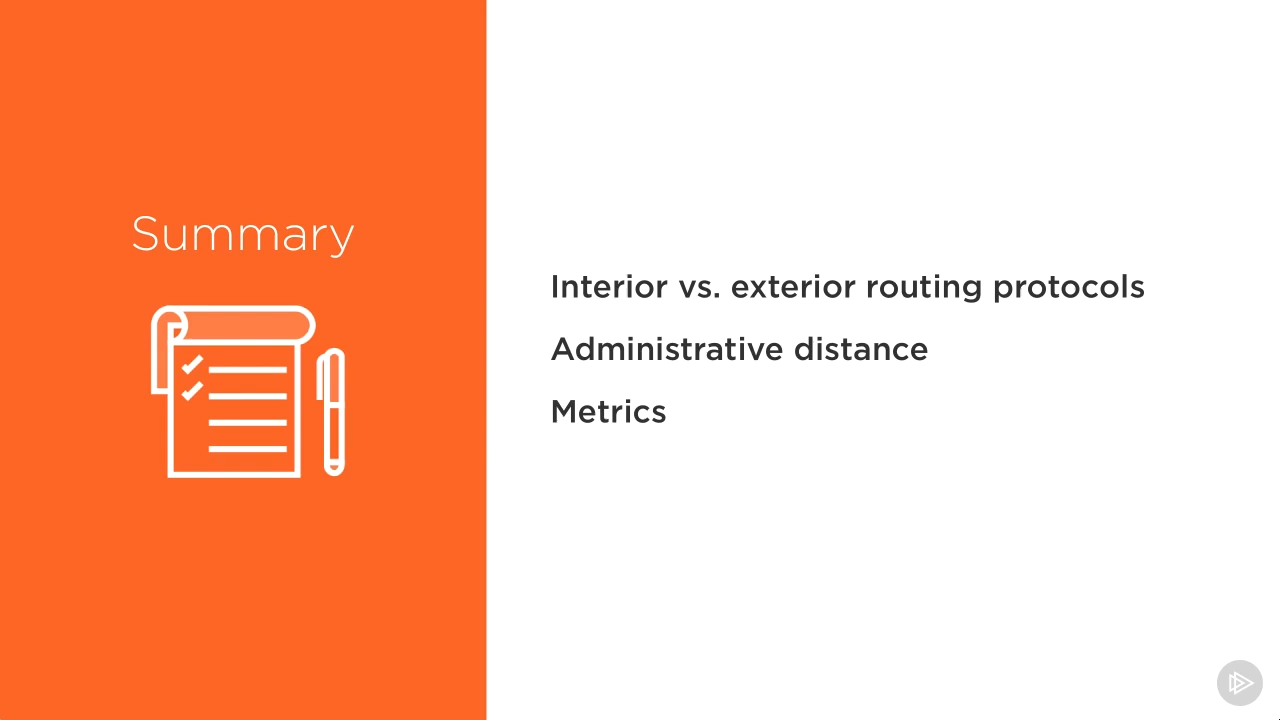 Summary
Interior vs. exterior routing protocols
Administrative distance
Metrics